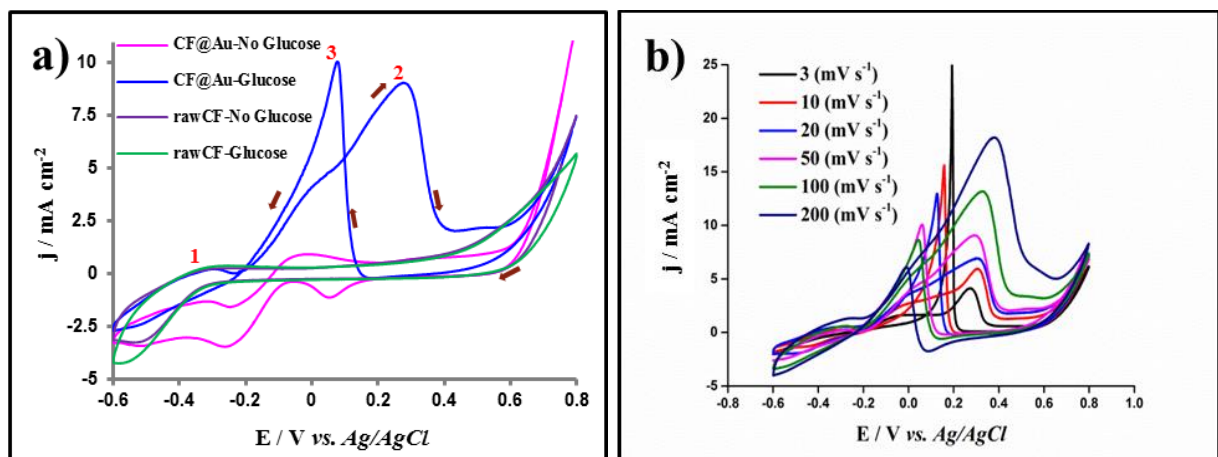 a)
CF@Au-No Glucose
CF@Au-Glucose
rawCF-No Glucose
rawCF-Glucose
3
2
1
10
7.5
5
2.5
0
-2.5
-5
j / mA cm-2
-0.6 -0.4 -0.2 0 0.2 0.4 0.6 0.8
E / V vs. Ag/AgCl
b)
3 (mV s-1)
10 (mV s-1)
20 (mV s-1)
50 (mV s-1)
100 (mV s-1)
200 (mV s-1)
25
20
15
10
5
0
-5
j / mA cm-2
-0.8 -0.6 -0.4 -0.2 0.0 0.2 0.4 0.6 0.8 1.0
E / V vs. Ag/AgCl